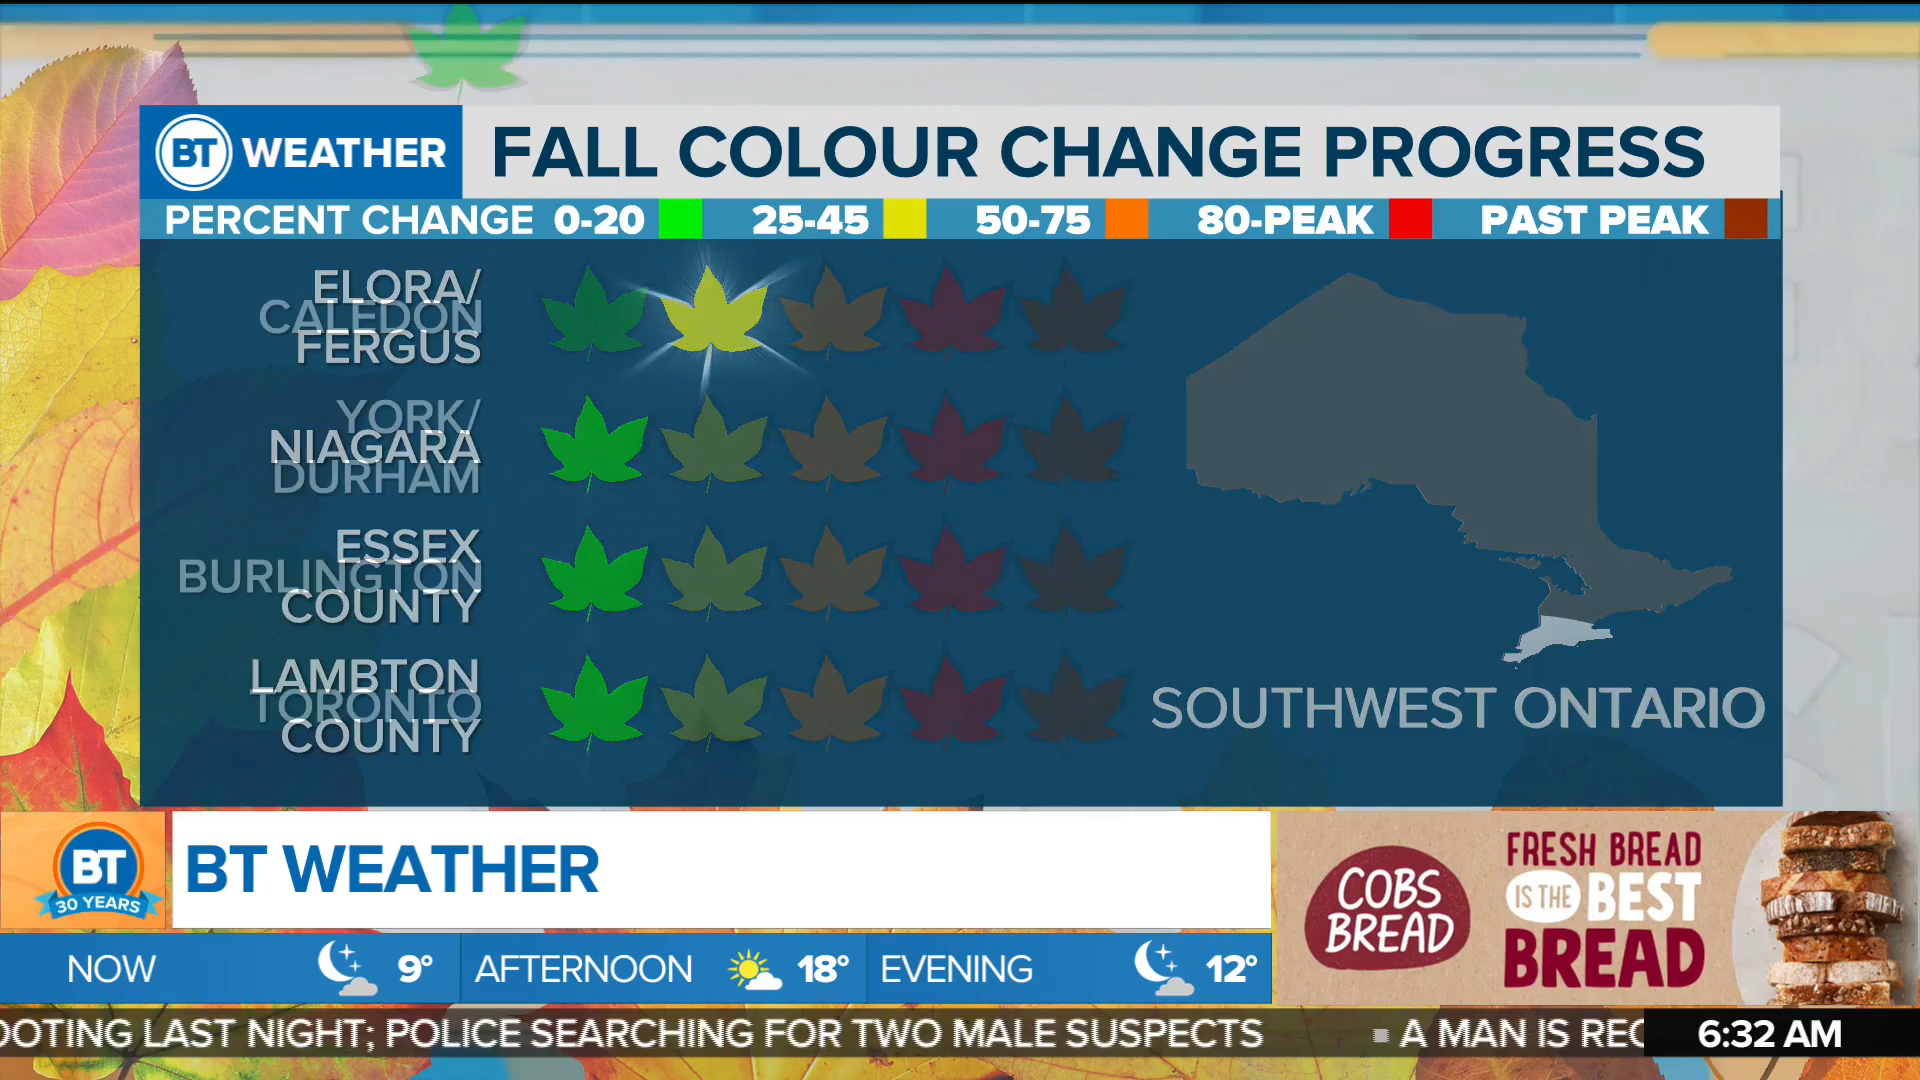 BT WEATHER
FALL COLOUR CHANGE PROGRESS
PERCENT CHANGE 0-20 25-45 50-75 80-PEAK PAST PEAK
ELORA/
CALEDON
FERGUS
YORK/
NIAGARA
DURHAM
ESSEX
BURLINGTON
COUNTY
LAMBTON
TORONTO
COUNTY
SOUTHWEST ONTARIO
BT
30 YEARS
BT WEATHER
COBS
BREAD
FRESH BREAD
IS THE BEST
BREAD
NOW 9° AFTERNOON 18° EVENING 12°
OOTING LAST NIGHT; POLICE SEARCHING FOR TWO MALE SUSPECTS ■ A MAN IS REC
6:32 AM